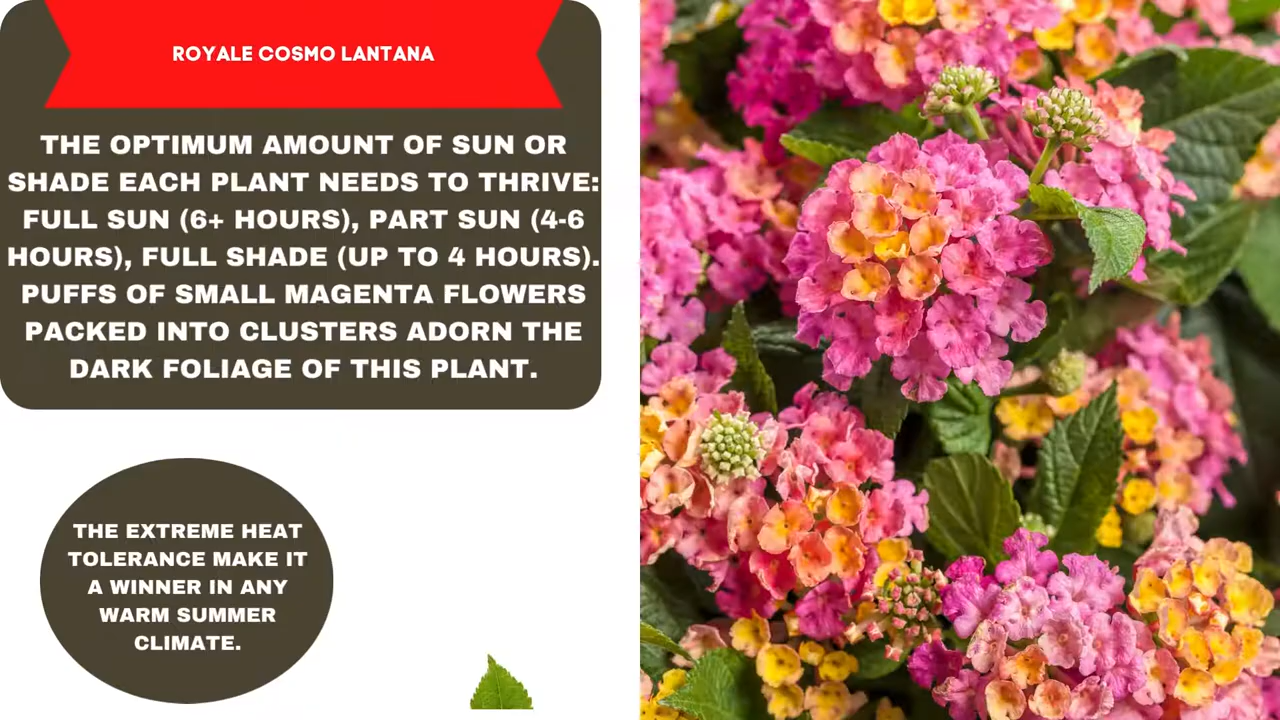 ROYALE COSMO LANTANA
THE OPTIMUM AMOUNT OF SUN OR
SHADE EACH PLANT NEEDS TO THRIVE:
FULL SUN (6+ HOURS), PART SUN (4-6
HOURS), FULL SHADE (UP TO 4 HOURS).
PUFFS OF SMALL MAGENTA FLOWERS
PACKED INTO CLUSTERS ADORN THE
DARK FOLIAGE OF THIS PLANT.
THE EXTREME HEAT
TOLERANCE MAKE IT
A WINNER IN ANY
WARM SUMMER
CLIMATE.